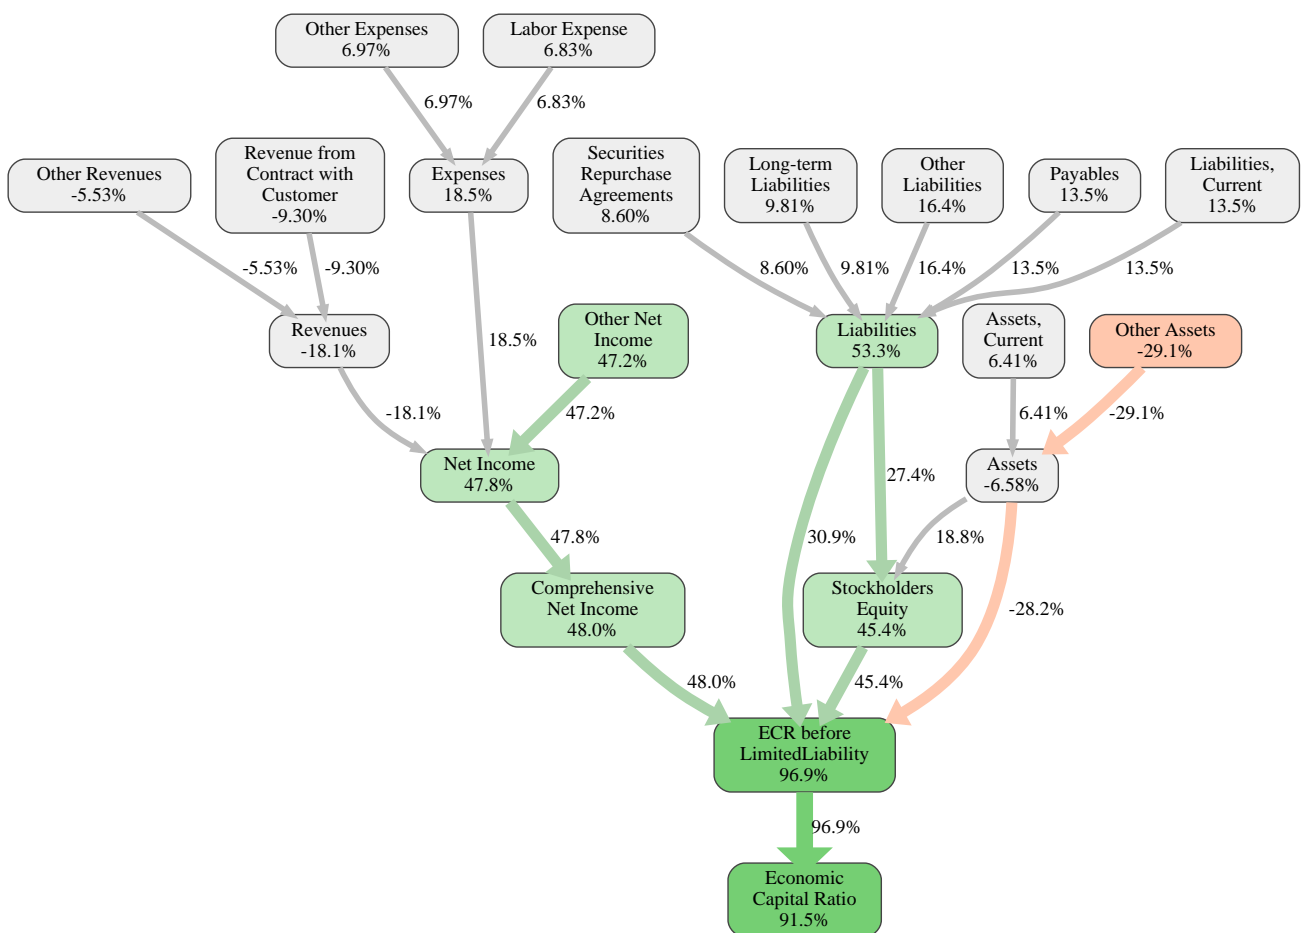 Other Expenses
6.97%
Labor Expense
6.83%
6.97%
6.83%
Other Revenues
-5.53%
Revenue from
Contract with
Customer
-9.30%
Expenses
18.5%
Securities
Repurchase
Agreements
8.60%
Long-term
Liabilities
9.81%
Other
Liabilities
16.4%
Payables
13.5%
Liabilities,
Current
13.5%
-5.53%
-9.30%
8.60%
9.81%
16.4%
13.5%
13.5%
Revenues
-18.1%
18.5%
Other Net
Income
47.2%
Liabilities
53.3%
Assets,
Current
6.41%
Other Assets
-29.1%
-18.1%
47.2%
6.41%
-29.1%
Net Income
47.8%
27.4%
Assets
-6.58%
47.8%
30.9%
18.8%
Comprehensive
Net Income
48.0%
Stockholders
Equity
45.4%
-28.2%
48.0%
45.4%
ECR before
LimitedLiability
96.9%
96.9%
Economic
Capital Ratio
91.5%